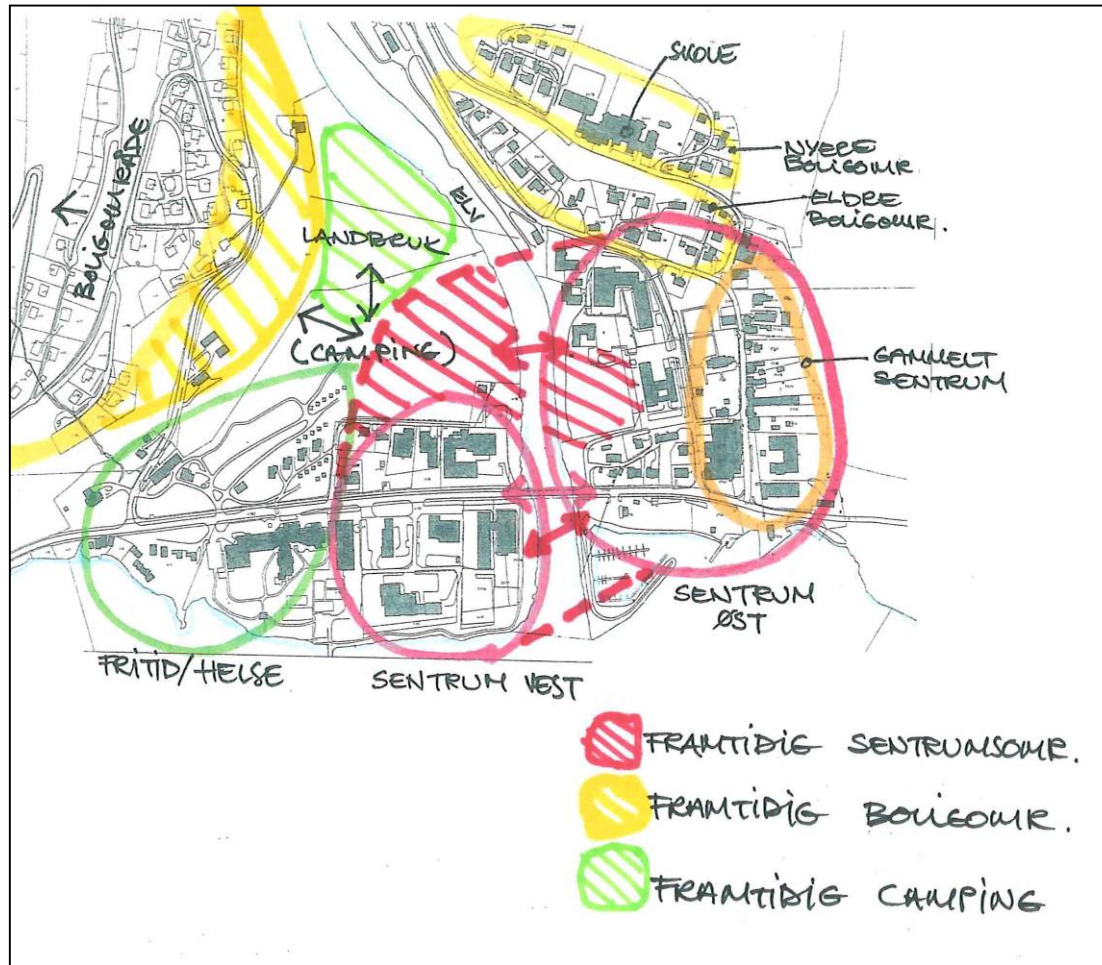 SKOLE
NYERE
BOLIGOMR.
ELDRE
BOLIGOMR.
BOLIGOMRÅDE
ELV
LANDBRUK
(CAMPING)
GAMMELT
SENTRUM
SENTRUM
ØST
FRITID/HELSE
SENTRUM VEST
FRAMTIDIG SENTRUMSOMR.
FRAMTIDIG BOLIGOMR.
FRAMTIDIG CAMPING